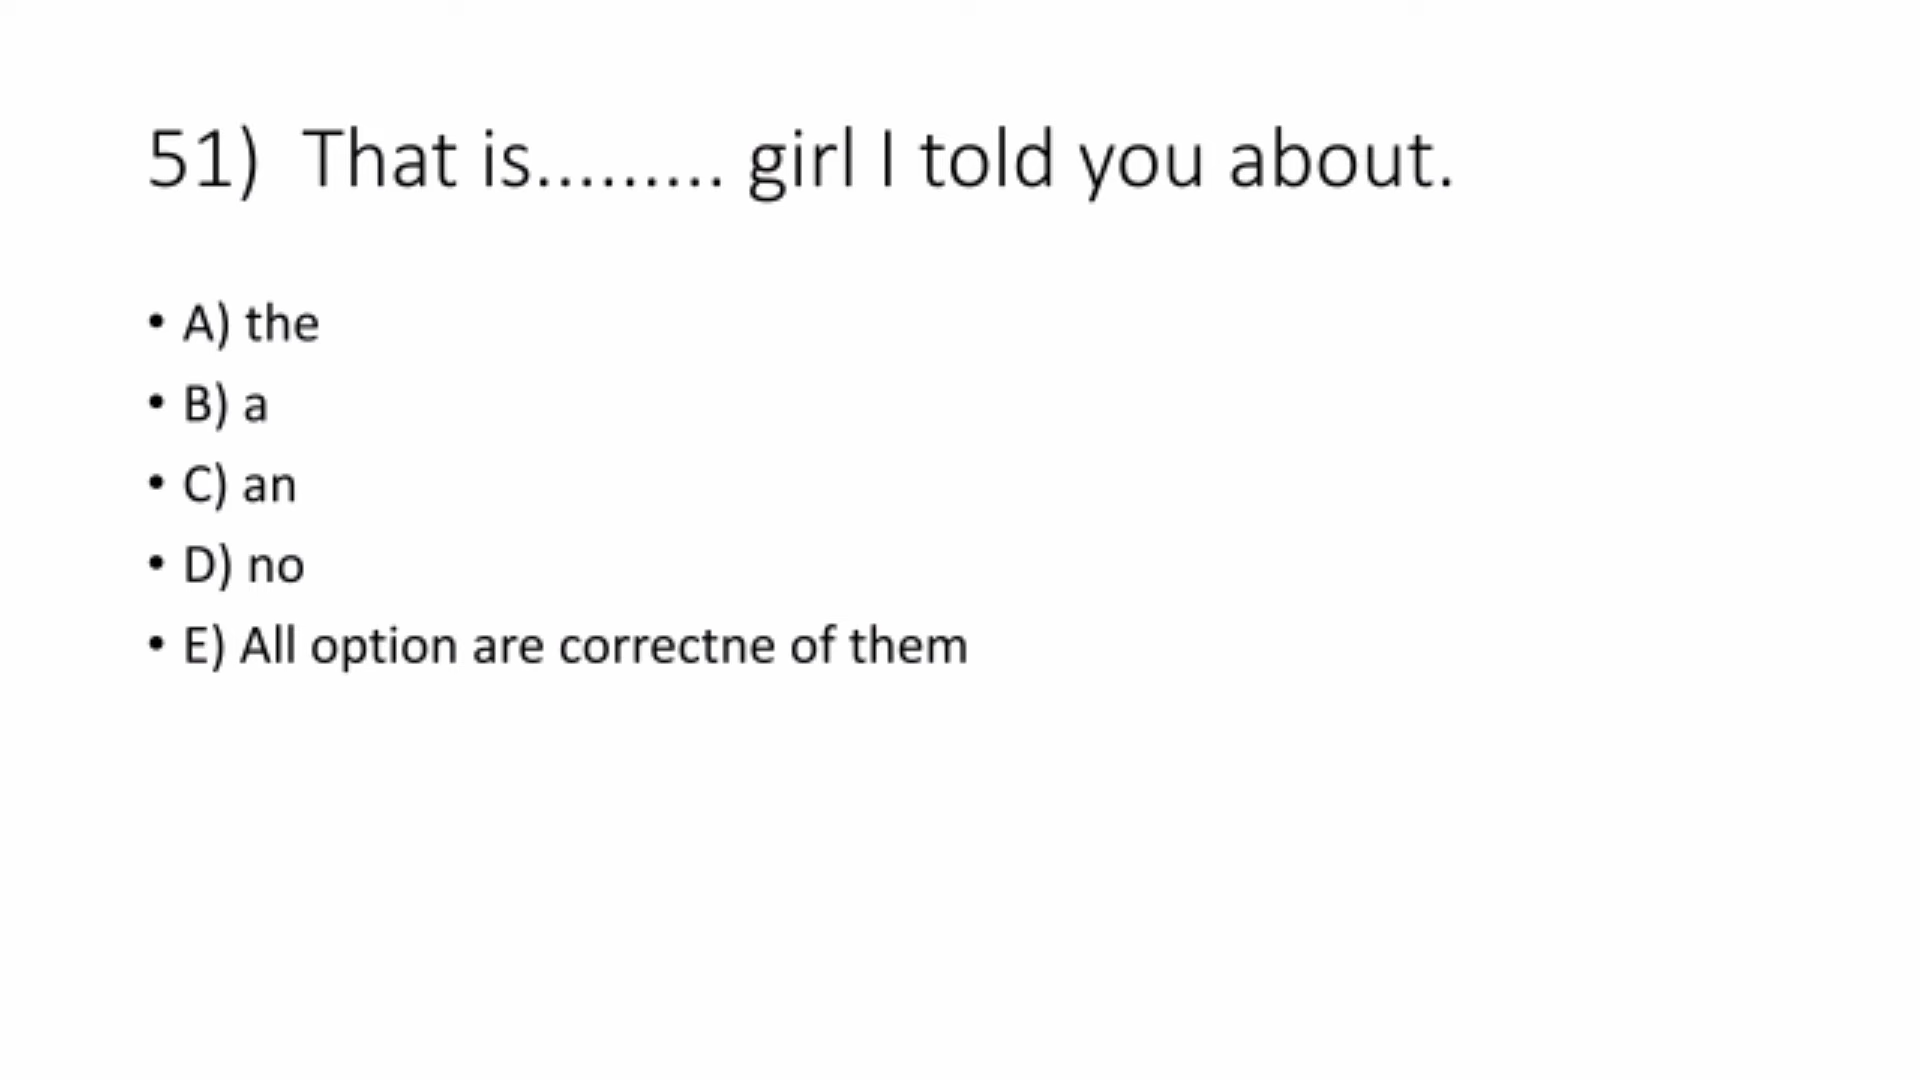 51) That is......... girl I told you about.
• A) the
• B) a
• C) an
• D) no
• E) All option are correctne of them